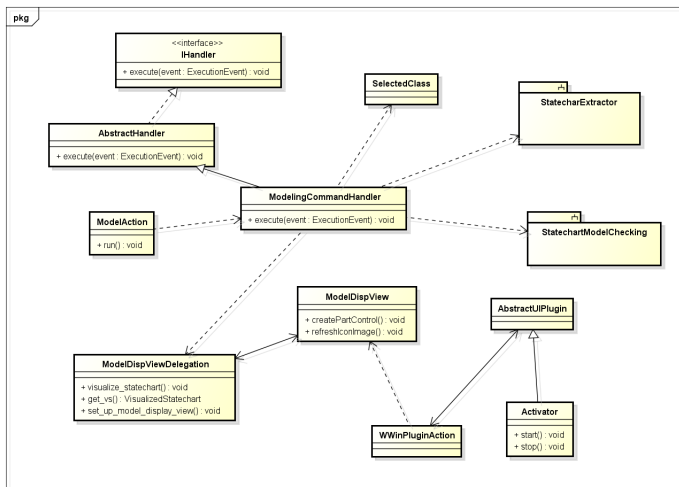 pkg
<<interface>>
IHandler
+ execute(event : ExecutionEvent) : void
SelectedClass
StatecharExtractor
AbstractHandler
+ execute(event : ExecutionEvent) : void
ModelingCommandHandler
+ execute(event : ExecutionEvent) : void
ModelAction
+ run() : void
StatechartModelChecking
ModelDispView
+ createPartControl() : void
+ refreshIconImage() : void
AbstractUIPlugin
ModelDispViewDelegation
+ visualize_statechart() : void
+ get_vs() : VisualizedStatechart
+ set_up_model_display_view() : void
WWinPluginAction
Activator
+ start() : void
+ stop() : void